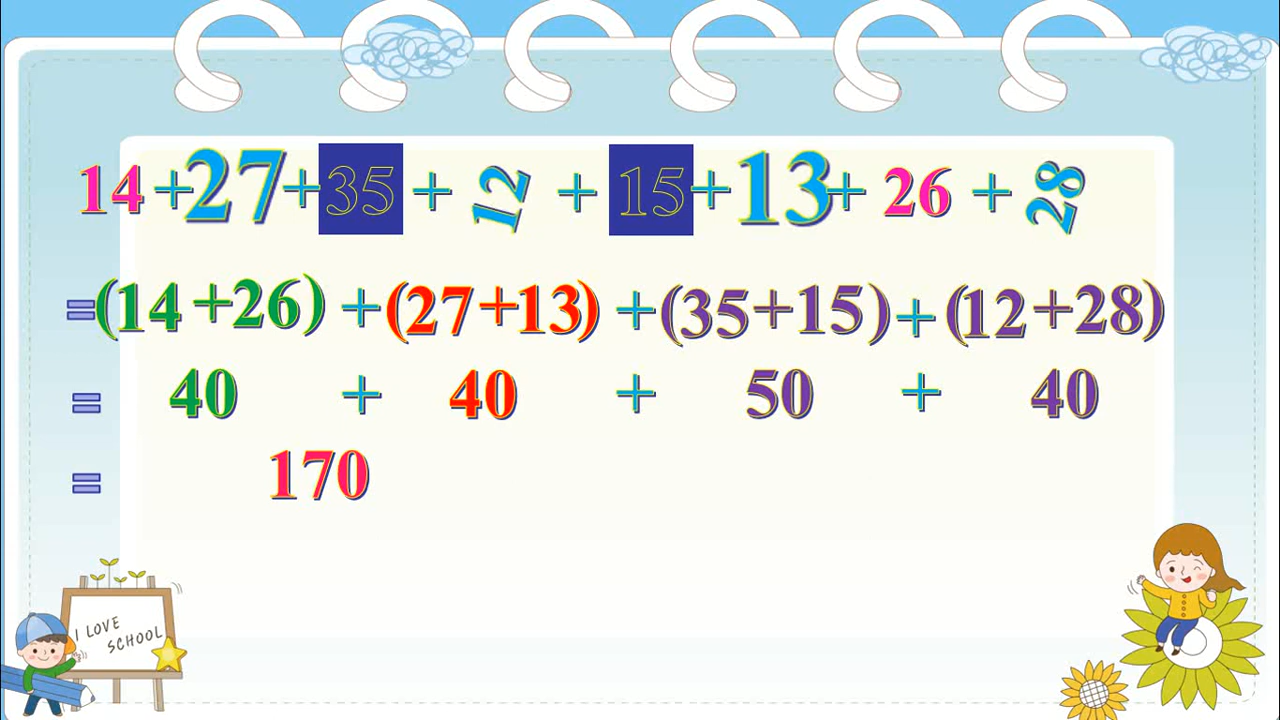 14 + 27 + 35 + 12 + 15 + 13 + 26 + 28
= (14 + 26) + (27 + 13) + (35 + 15) + (12 + 28)
= 40 + 40 + 50 + 40
= 170
I LOVE
SCHOOL